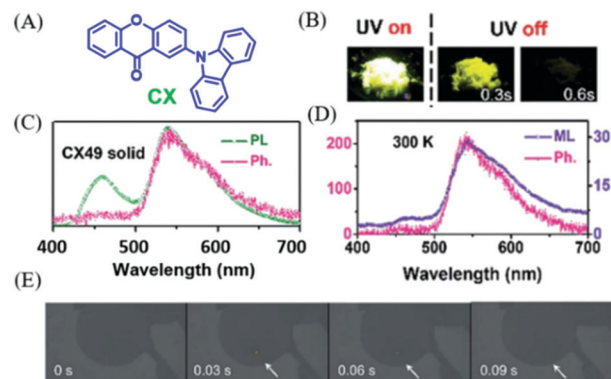 (A)
O
O
N
CX
(B)
UV on
UV off
0.3s
0.6s
(C)
CX49 solid
PL
Ph.
400 500 600 700
Wavelength (nm)
(D)
300 K
ML
Ph.
200
100
0
30
15
0
400 500 600 700
Wavelength (nm)
(E)
0 s
0.03 s
0.06 s
0.09 s